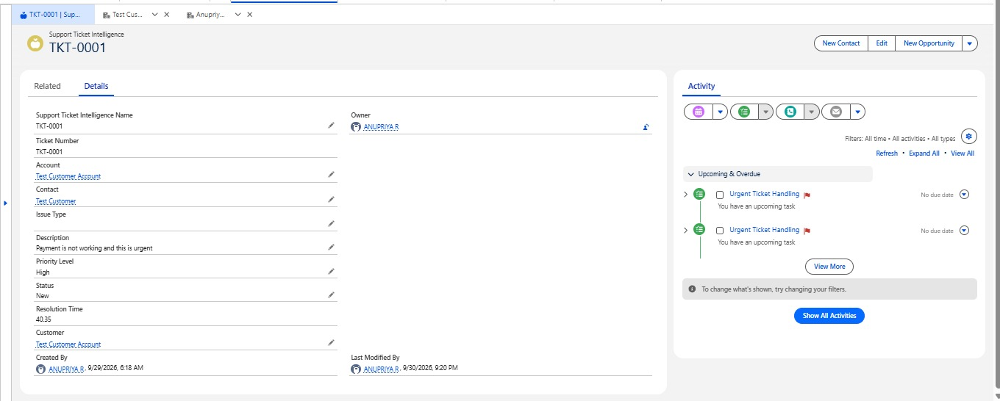 TKT-0001 | Sup...
Test Cus...
Anupriy...
Support Ticket Intelligence
TKT-0001
New Contact
Edit
New Opportunity
Related
Details
Support Ticket Intelligence Name
TKT-0001
Owner
ANUPRIYA R
Ticket Number
TKT-0001
Account
Test Customer Account
Contact
Test Customer
Issue Type
Description
Payment is not working and this is urgent
Priority Level
High
Status
New
Resolution Time
40.35
Customer
Test Customer Account
Created By
ANUPRIYA R, 9/29/2026, 6:18 AM
Last Modified By
ANUPRIYA R, 9/30/2026, 9:20 PM
Activity
Filters: All time • All activities • All types
Refresh • Expand All • View All
Upcoming & Overdue
Urgent Ticket Handling
No due date
You have an upcoming task
Urgent Ticket Handling
No due date
You have an upcoming task
View More
To change what's shown, try changing your filters.
Show All Activities